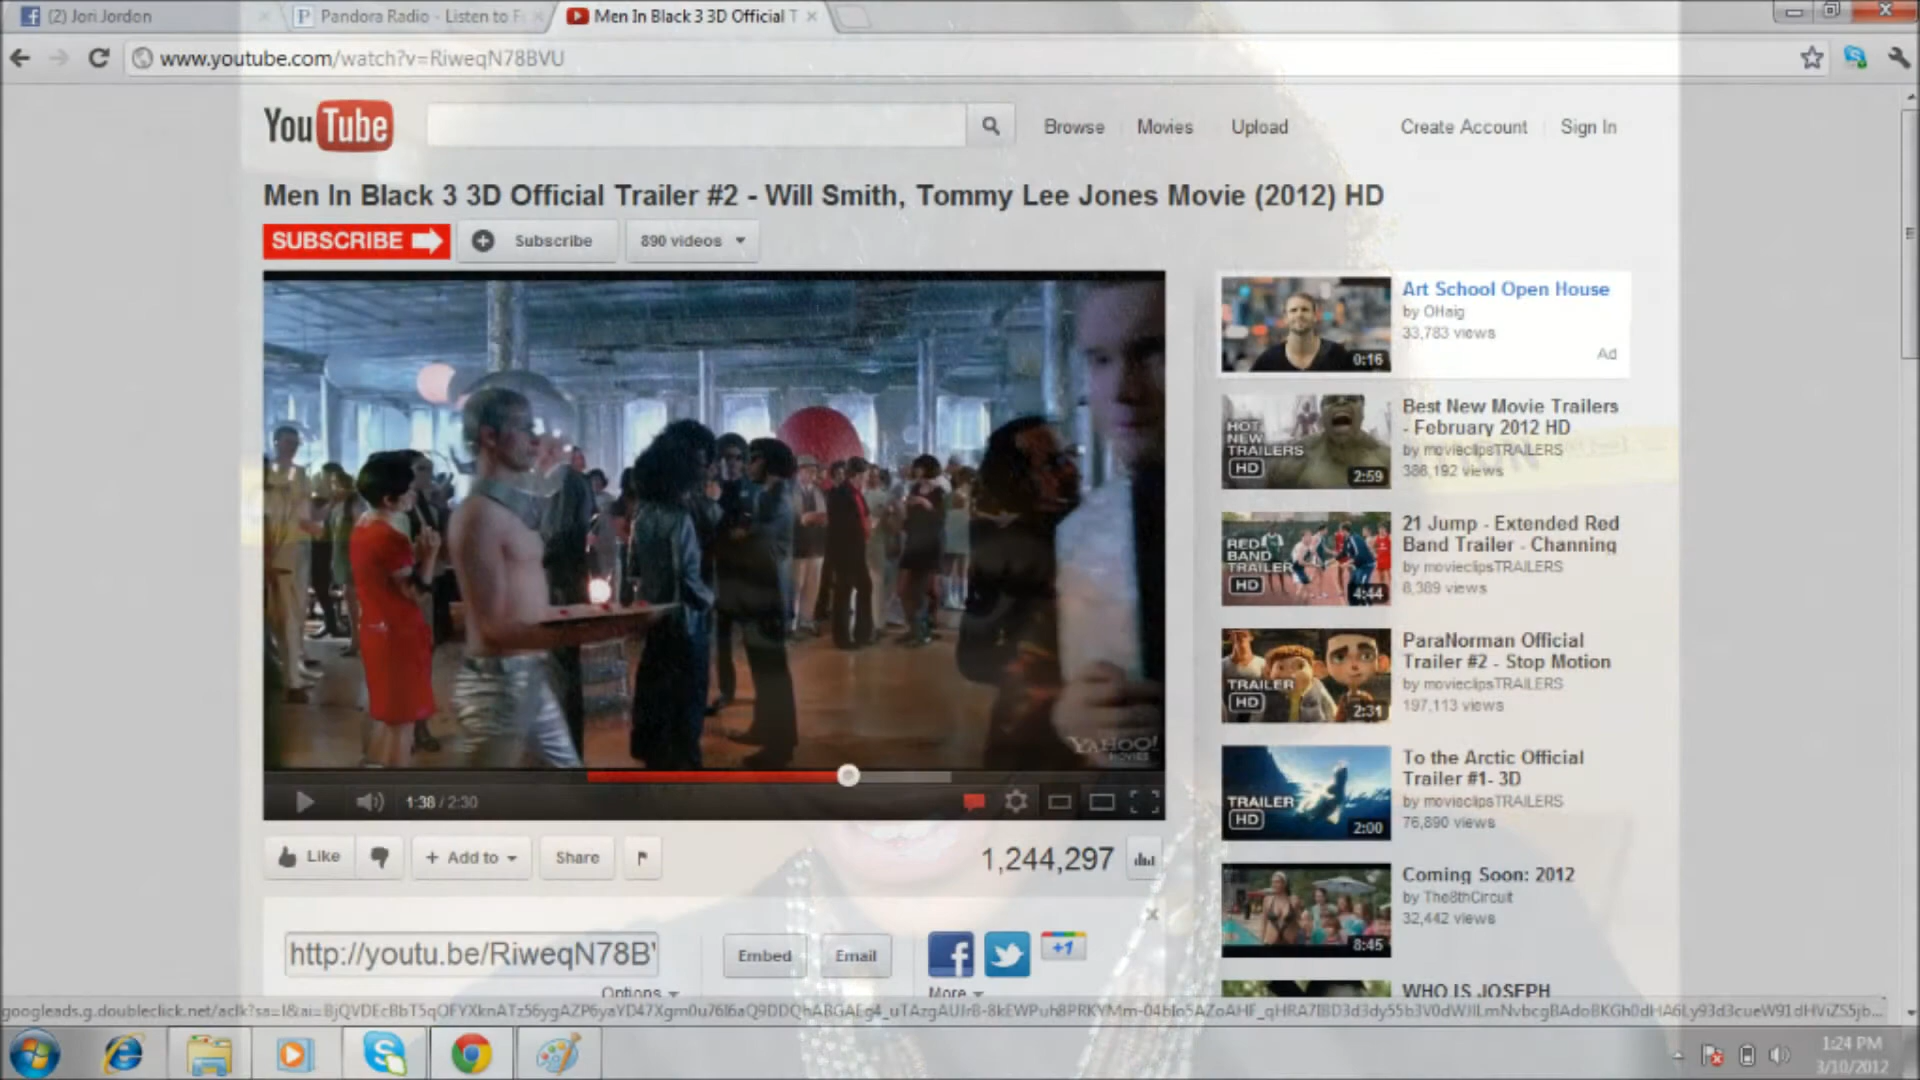 (2) Jori Jordon
Pandora Radio - Listen to Fr
Men In Black 3 3D Official T
www.youtube.com/watch?v=RiweqN78BVU
YouTube
Browse
Movies
Upload
Create Account
Sign In
Men In Black 3 3D Official Trailer #2 - Will Smith, Tommy Lee Jones Movie (2012) HD
SUBSCRIBE
Subscribe
890 videos
YAHOO!
MOVIES
1:38 / 2:30
Like
Add to
Share
1,244,297
http://youtu.be/RiweqN78B
Embed
Email
+1
Options
More
Art School Open House
by OHaig
33,783 views
Ad
0:16
HOT
NEW
TRAILERS
HD
2:59
Best New Movie Trailers
- February 2012 HD
by movieclipsTRAILERS
386,192 views
RED
BAND
TRAILER
HD
4:44
21 Jump - Extended Red
Band Trailer - Channing
by movieclipsTRAILERS
8,389 views
TRAILER
HD
2:31
ParaNorman Official
Trailer #2 - Stop Motion
by movieclipsTRAILERS
197,113 views
TRAILER
HD
2:00
To the Arctic Official
Trailer #1- 3D
by movieclipsTRAILERS
76,890 views
8:45
Coming Soon: 2012
by The8thCircuit
32,442 views
WHO IS JOSEPH
1:24 PM
3/10/2012